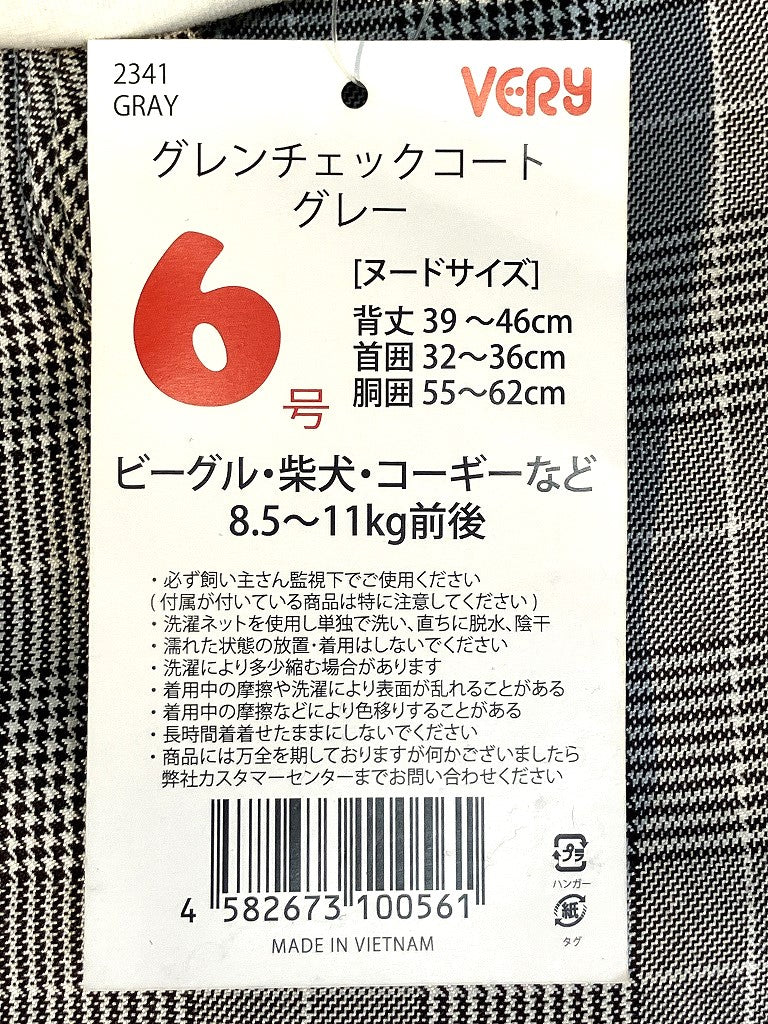 2341
GRAY
VERY
グレンチェックコート
グレー
6号
[ヌードサイズ]
背丈 39 〜46cm
首囲 32〜36cm
胴囲 55〜62cm
ビーグル・柴犬・コーギーなど
8.5〜11kg前後
・必ず飼い主さん監視下でご使用ください
( 付属が付いている商品は特に注意してください )
・洗濯ネットを使用し単独で洗い、直ちに脱水、陰干
・濡れた状態の放置・着用はしないでください
・洗濯により多少縮む場合があります
・着用中の摩擦や洗濯により表面が乱れることがある
・着用中の摩擦などにより色移りすることがある
・長時間着着せたままにしないでください
・商品には万全を期しておりますが何かございましたら
弊社カスタマーセンターまでお問い合わせください
プラ
ハンガー
紙
タグ
4 582673 100561
MADE IN VIETNAM